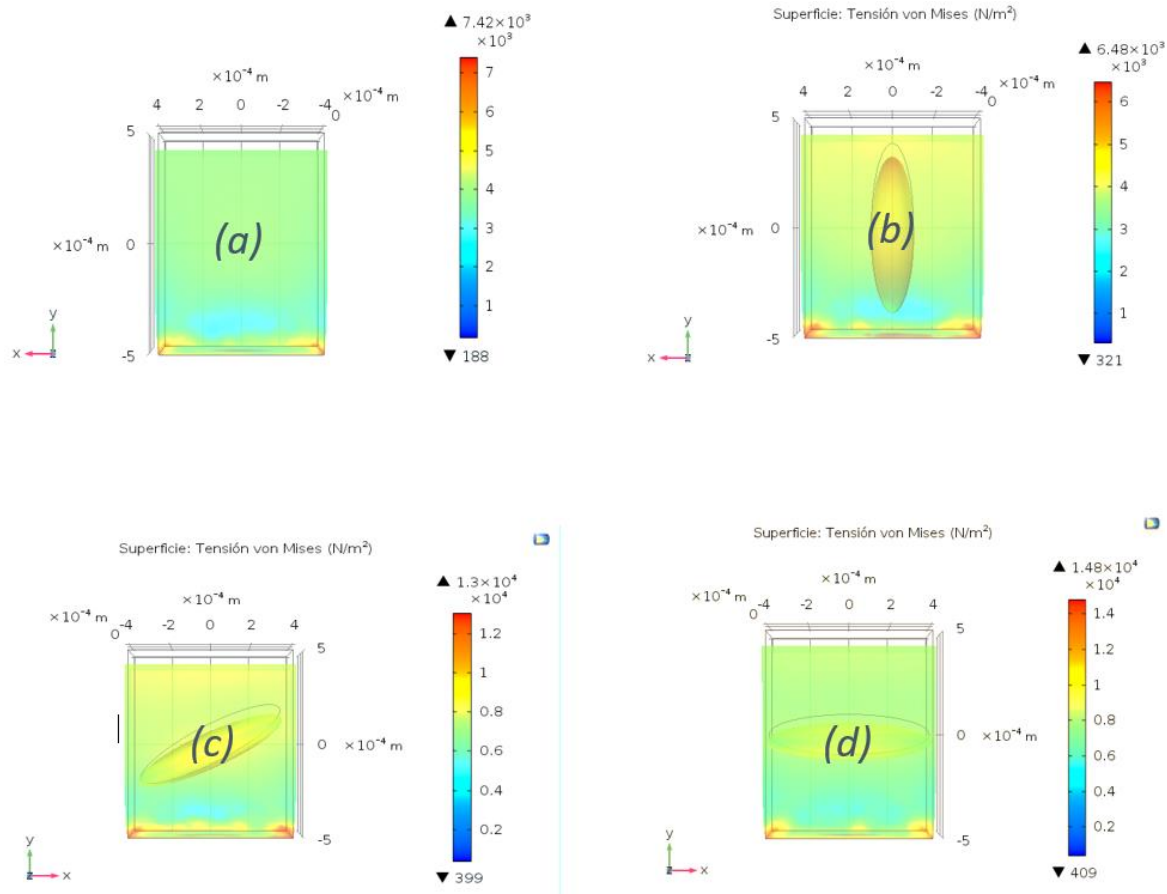 ▲ 7.42×10³
×10³
×10⁻⁴ m
4 2 0 -2 -4
×10⁻⁴ m
0
5
×10⁻⁴ m
0
-5
(a)
y
x
z
7
6
5
4
3
2
1
▼ 188
Superficie: Tensión von Mises (N/m²)
▲ 6.48×10³
×10³
×10⁻⁴ m
4 2 0 -2 -4
×10⁻⁴ m
0
5
×10⁻⁴ m
0
-5
(b)
y
x
z
6
5
4
3
2
1
▼ 321
Superficie: Tensión von Mises (N/m²)
▲ 1.3×10⁴
×10⁴
×10⁻⁴ m
×10⁻⁴ m
0
-4 -2 0 2 4
5
0 ×10⁻⁴ m
-5
(c)
y
z x
1.2
1
0.8
0.6
0.4
0.2
▼ 399
Superficie: Tensión von Mises (N/m²)
▲ 1.48×10⁴
×10⁴
×10⁻⁴ m
×10⁻⁴ m
0
-4 -2 0 2 4
5
0 ×10⁻⁴ m
-5
(d)
y
z x
1.4
1.2
1
0.8
0.6
0.4
0.2
▼ 409